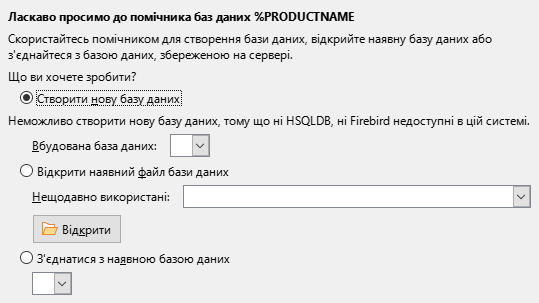 Ласкаво просимо до помічника баз даних %PRODUCTNAME
Скористайтесь помічником для створення бази даних, відкрийте наявну базу даних або
з'єднайтеся з базою даних, збереженою на сервері.
Що ви хочете зробити?
Створити нову базу даних
Неможливо створити нову базу даних, тому що ні HSQLDB, ні Firebird недоступні в цій системі.
Вбудована база даних:
Відкрити наявний файл бази даних
Нещодавно використані:
Відкрити
З'єднатися з наявною базою даних